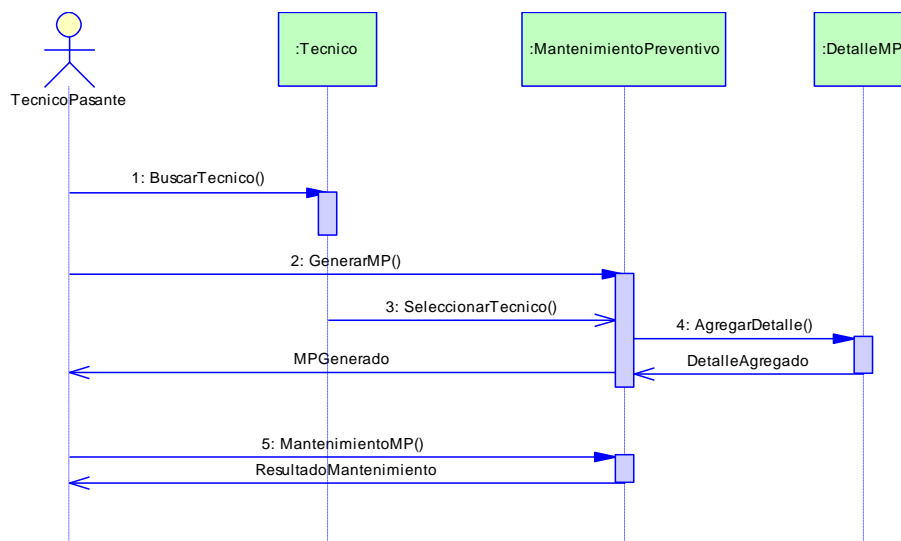 :Tecnico
:MantenimientoPreventivo
:DetalleMP
TecnicoPasante
1: BuscarTecnico()
2: GenerarMP()
3: SeleccionarTecnico()
4: AgregarDetalle()
MPGenerado
DetalleAgregado
5: MantenimientoMP()
ResultadoMantenimiento